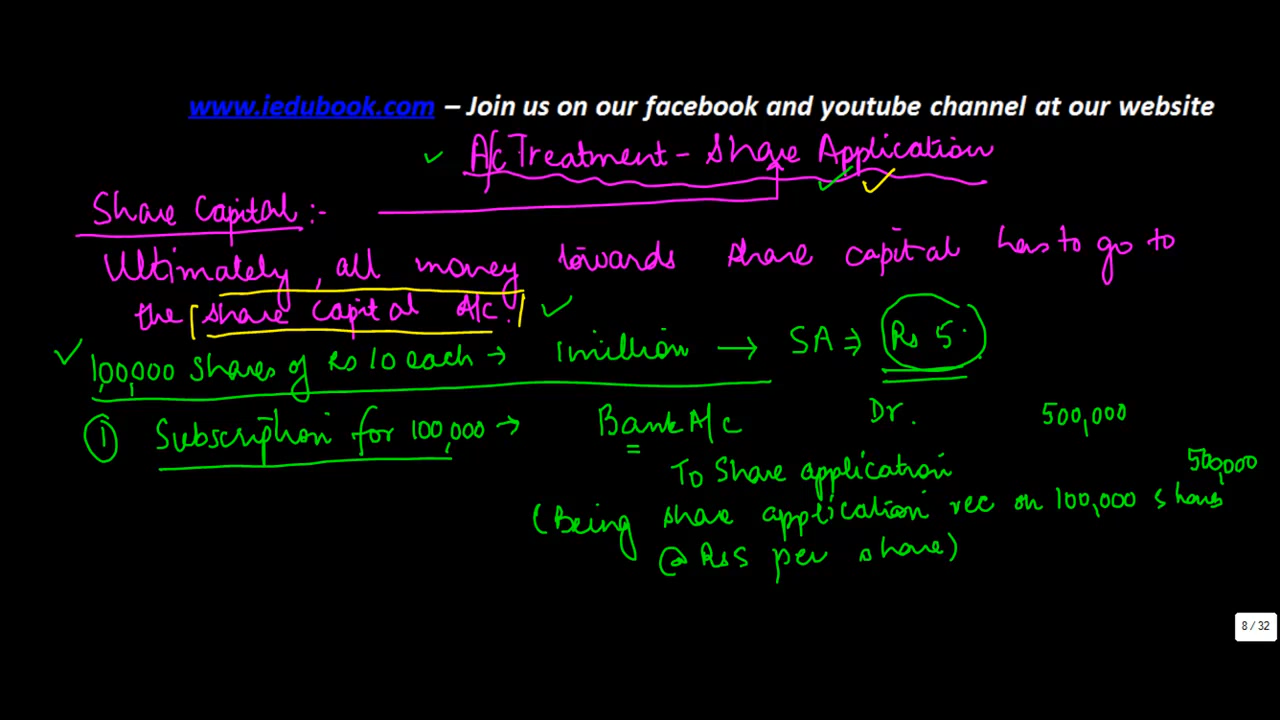 www.iedubook.com – Join us on our facebook and youtube channel at our website
A/c Treatment - Share Application
Share Capital :-
Ultimately, all money towards share capital has to go to
the share capital A/c.
100,000 shares of Rs 10 each → 1 million → SA ⇒ Rs 5.
① Subscription for 100,000 → Bank A/c Dr. 500,000
To Share application 500,000
(Being share application rec on 100,000 shares
@ Rs 5 per share)
8 / 32